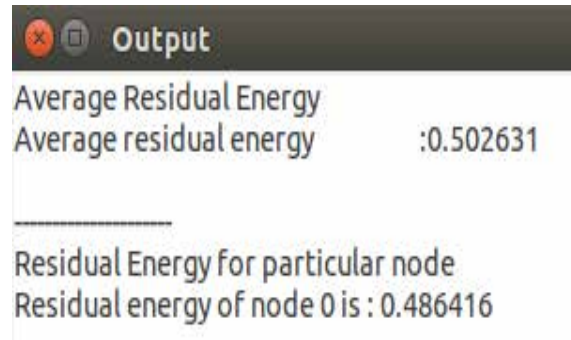 Output
Average Residual Energy
Average residual energy :0.502631
----------------------
Residual Energy for particular node
Residual energy of node 0 is : 0.486416